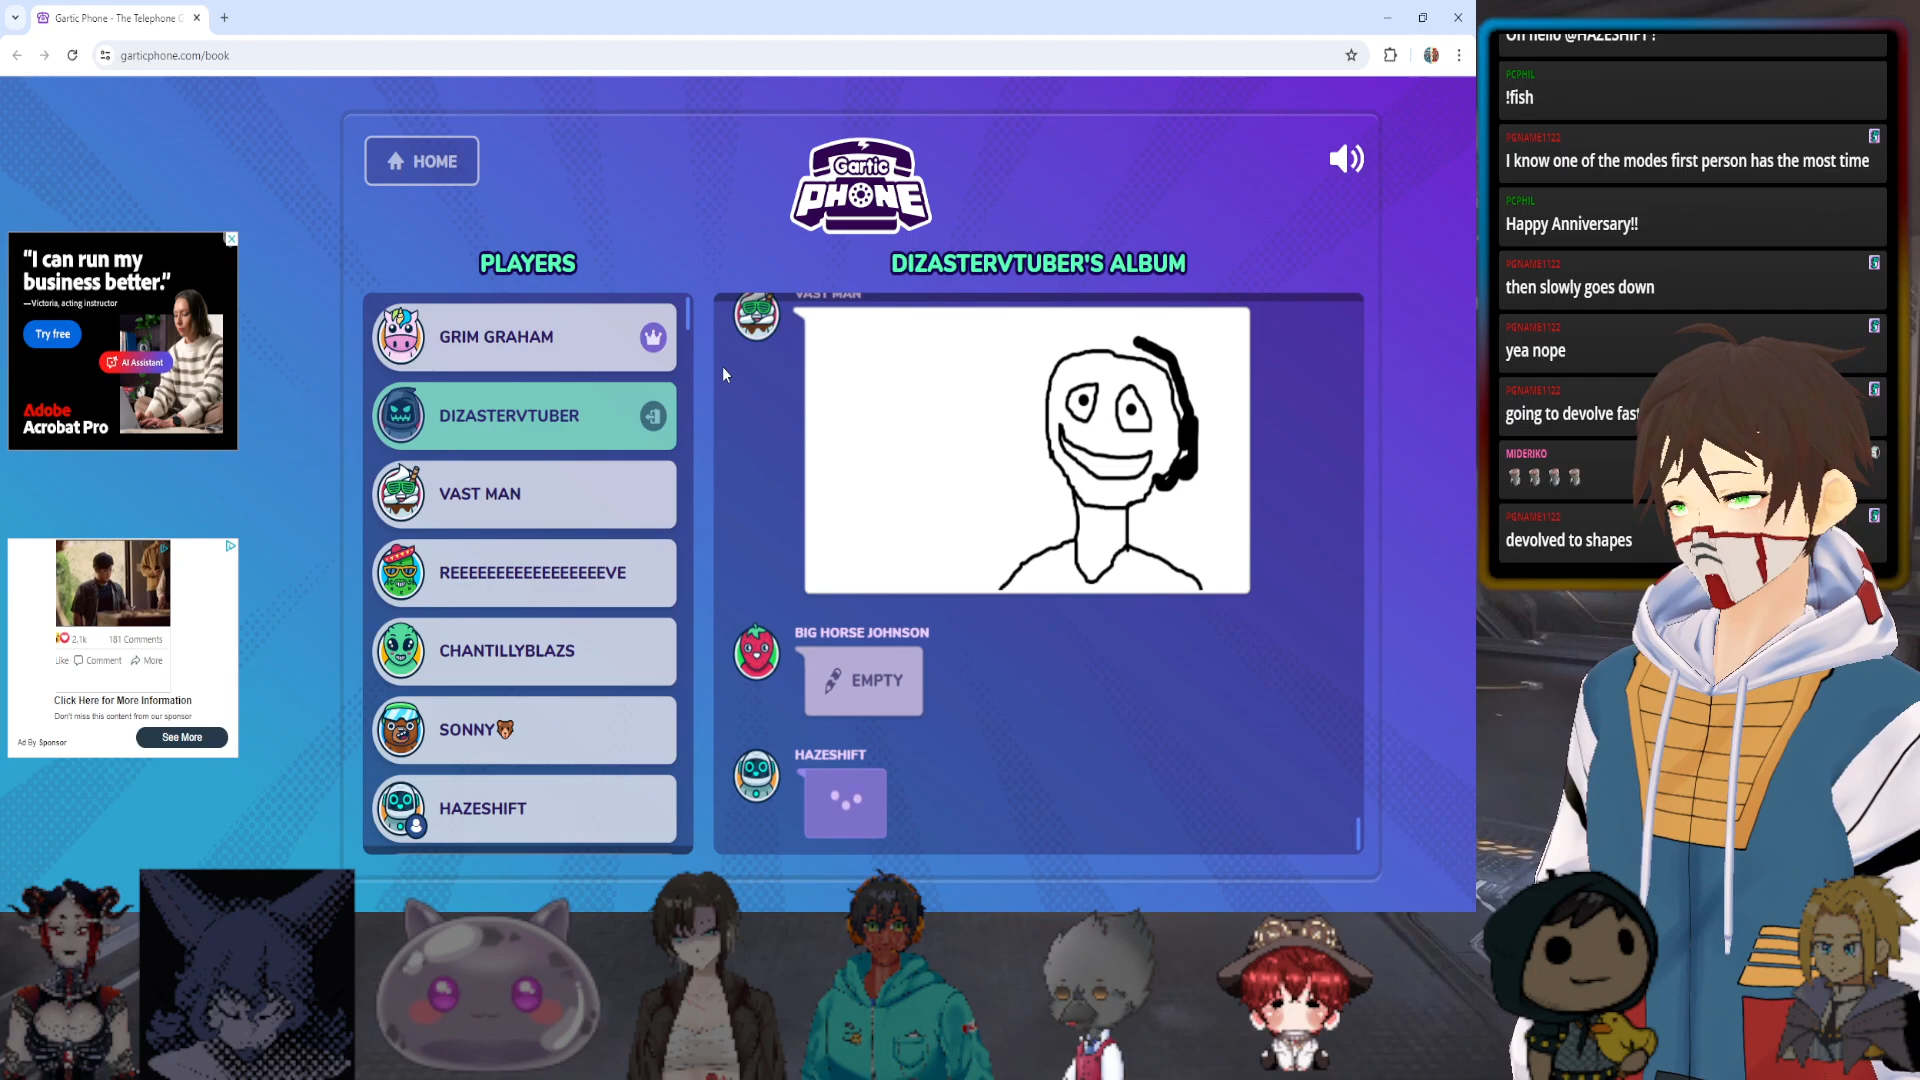 Gartic Phone - The Telephone G
garticphone.com/book
HOME
Gartic
PHONE
PLAYERS
DIZASTERVTUBER'S ALBUM
GRIM GRAHAM
DIZASTERVTUBER
VAST MAN
REEEEEEEEEEEEEEEEEVE
CHANTILLYBLAZS
SONNY🐻
HAZESHIFT
VAST MAN
BIG HORSE JOHNSON
EMPTY
HAZESHIFT
"I can run my
business better."
—Victoria, acting instructor
Try free
AI Assistant
Adobe
Acrobat Pro
2.1k
181 Comments
Like
Comment
More
Click Here for More Information
Don't miss this content from our sponsor
Ad By Sponsor
See More
Oh hello @HAZESHIFT !
PCPHIL
!fish
PGNAME1122
I know one of the modes first person has the most time
PCPHIL
Happy Anniversary!!
PGNAME1122
then slowly goes down
PGNAME1122
yea nope
PGNAME1122
going to devolve fast
MIDERIKO
PGNAME1122
devolved to shapes